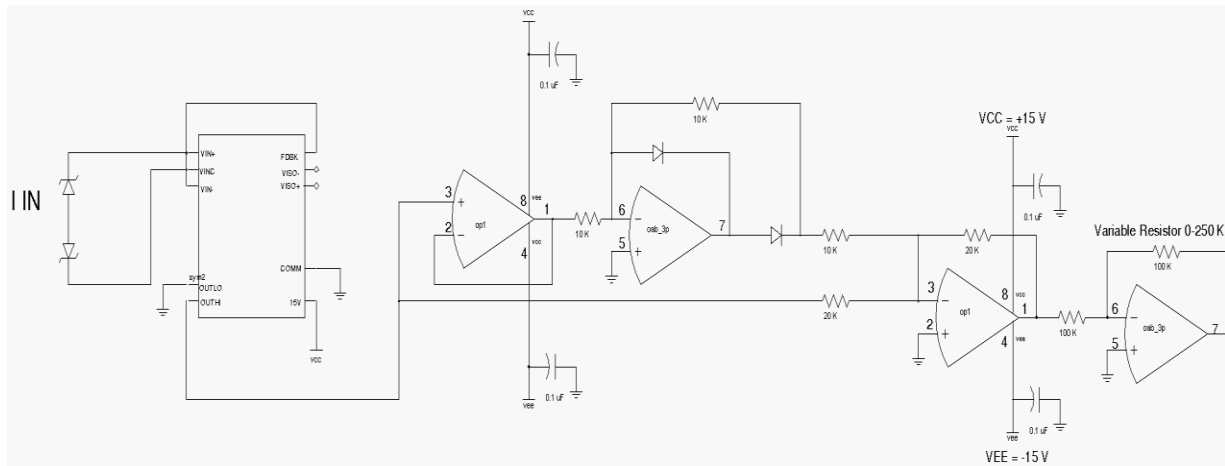 vcc
0.1 uF
10 K
VCC = +15 V
vcc
0.1 uF
I IN
VIN+
VINC
VIN-
FDBK
VISO-
VISO+
sym2
OUTLO
OUTHI
COMM
15V
vcc
3
2
+
-
op1
8
vee
1
vcc
4
10 K
6
5
-
+
oab_3p
7
10 K
20 K
20 K
3
2
-
+
op1
8
vcc
1
4
vee
100 K
Variable Resistor 0-250 K
100 K
6
5
-
+
oab_3p
7
0.1 uF
vee
0.1 uF
vee
VEE = -15 V